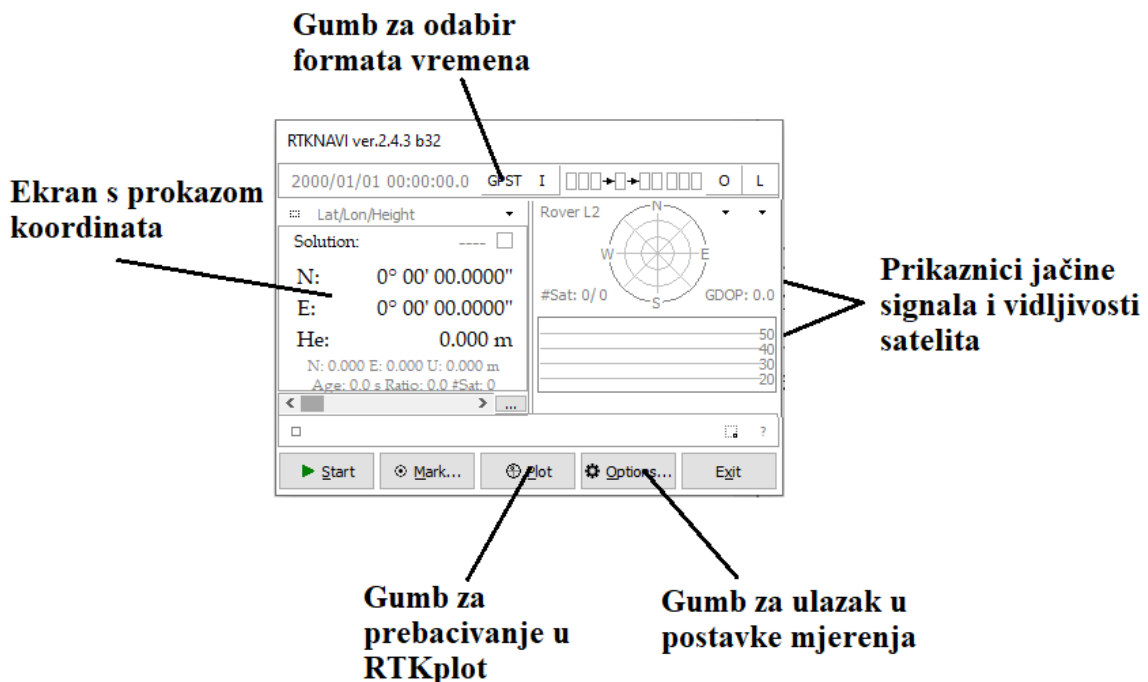 Gumb za odabir
formata vremena
RTKNAVI ver.2.4.3 b32
2000/01/01 00:00:00.0 GPST I O L
Lat/Lon/Height
Rover L2
Solution: ----
N: 0° 00' 00.0000"
E: 0° 00' 00.0000"
He: 0.000 m
N: 0.000 E: 0.000 U: 0.000 m
Age: 0.0 s Ratio: 0.0 #Sat: 0
...
N
W E
S
#Sat: 0/ 0 GDOP: 0.0
50
40
30
20
?
Start Mark... Plot Options... Exit
Ekran s prokazom
koordinata
Prikaznici jačine
signala i vidljivosti
satelita
Gumb za
prebacivanje u
RTKplot
Gumb za ulazak u
postavke mjerenja